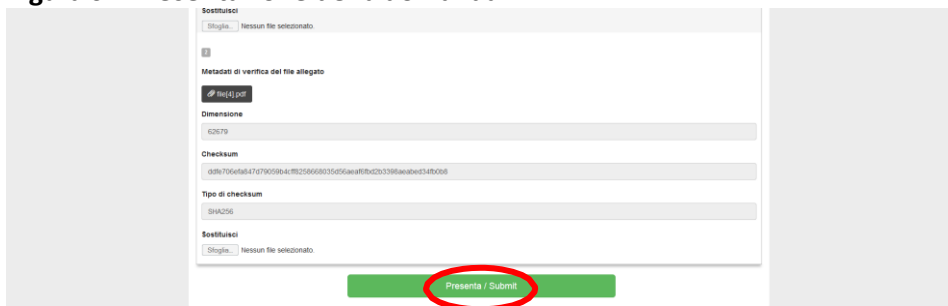 Sostituisci
Sfoglia... Nessun file selezionato.
2
Metadati di verifica del file allegato
file[4].pdf
Dimensione
62679
Checksum
Tipo di checksum
SHA256
Sostituisci
Sfoglia... Nessun file selezionato.
Presenta / Submit